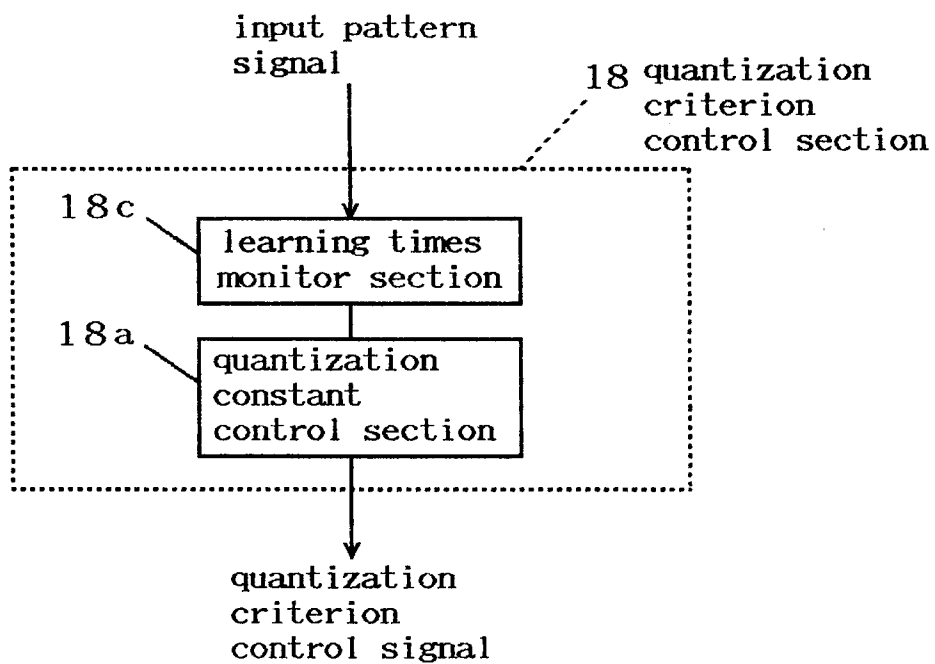 input pattern
signal
18 quantization
criterion
control section
18c
learning times
monitor section
18a
quantization
constant
control section
quantization
criterion
control signal